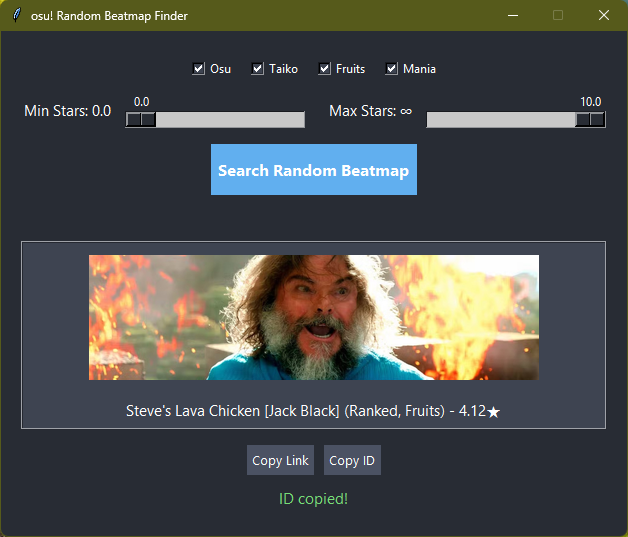 osu! Random Beatmap Finder
Osu Taiko Fruits Mania
Min Stars: 0.0 0.0 Max Stars: ∞ 10.0
Search Random Beatmap
Steve's Lava Chicken [Jack Black] (Ranked, Fruits) - 4.12★
Copy Link Copy ID
ID copied!